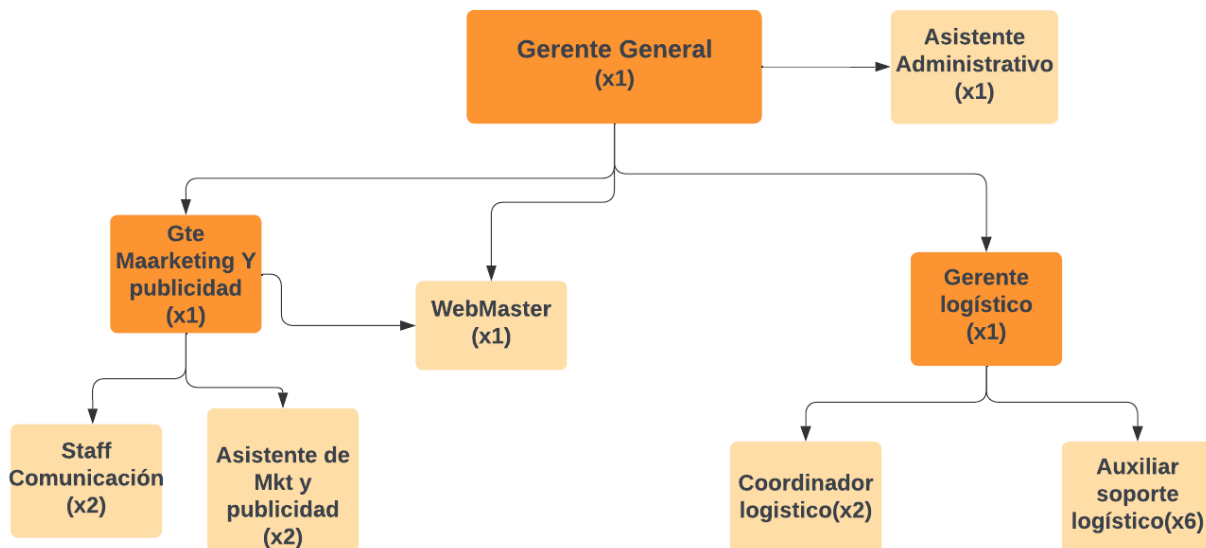 Gerente General
(x1)
Asistente
Administrativo
(x1)
Gte
Maarketing Y
publicidad
(x1)
WebMaster
(x1)
Gerente
logístico
(x1)
Staff
Comunicación
(x2)
Asistente de
Mkt y
publicidad
(x2)
Coordinador
logistico(x2)
Auxiliar
soporte
logístico(x6)